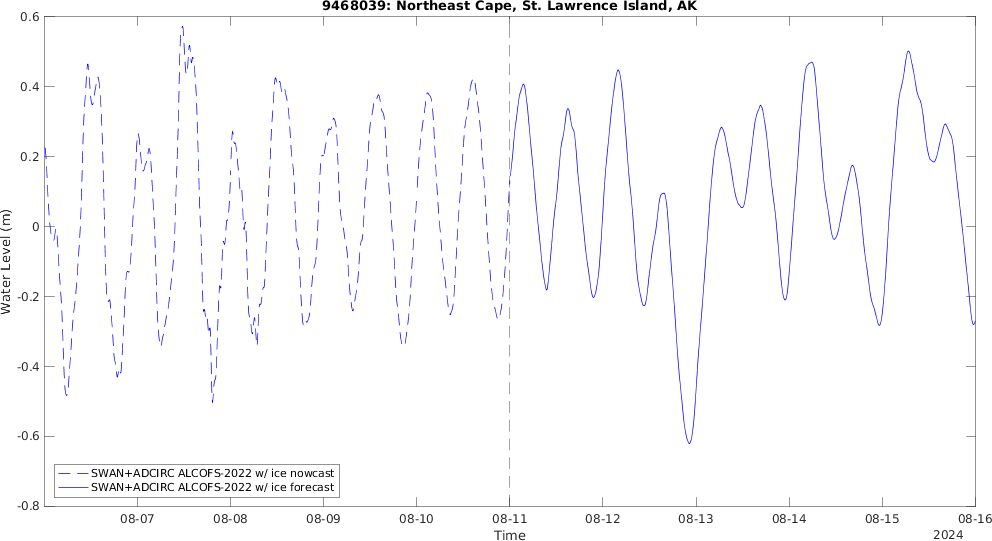 9468039: Northeast Cape, St. Lawrence Island, AK
0.6
0.4
0.2
0
-0.2
-0.4
-0.6
-0.8
Water Level (m)
SWAN+ADCIRC ALCOFS-2022 w/ ice nowcast
SWAN+ADCIRC ALCOFS-2022 w/ ice forecast
08-07 08-08 08-09 08-10 08-11 08-12 08-13 08-14 08-15 08-16
Time 2024